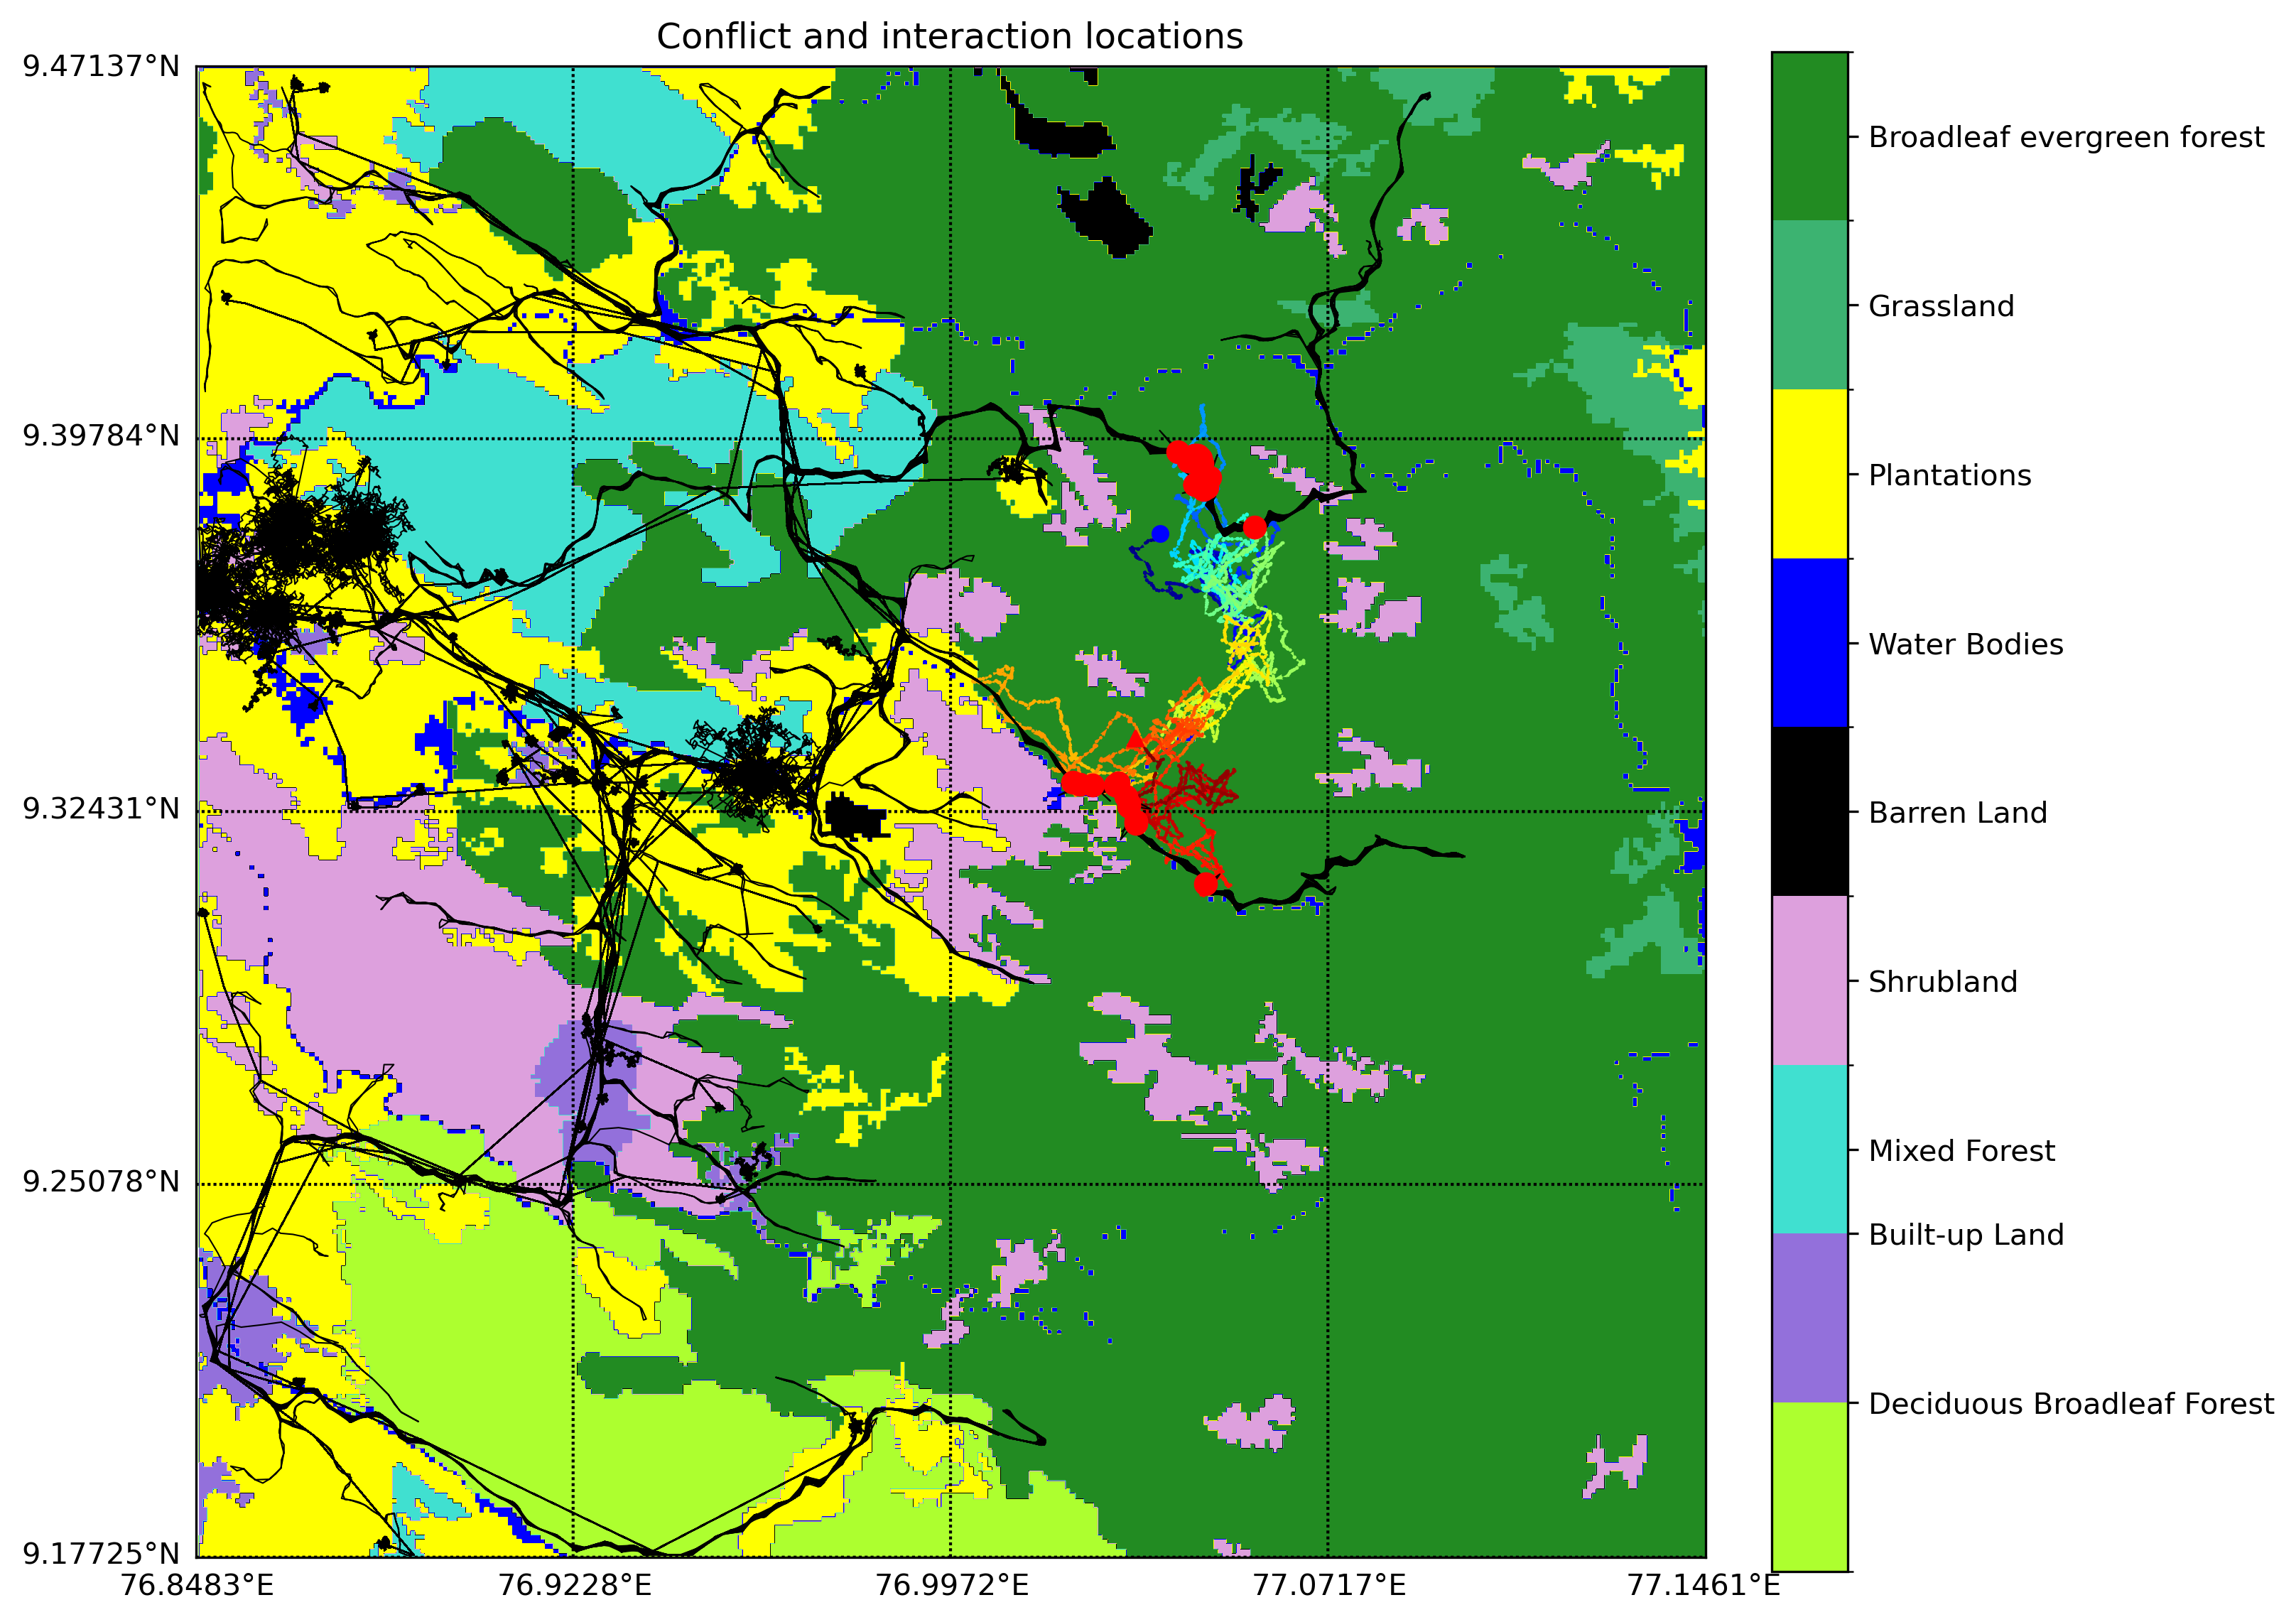 Conflict and interaction locations
9.47137°N
9.39784°N
9.32431°N
9.25078°N
9.17725°N
76.8483°E
76.9228°E
76.9972°E
77.0717°E
77.1461°E
Broadleaf evergreen forest
Grassland
Plantations
Water Bodies
Barren Land
Shrubland
Mixed Forest
Built-up Land
Deciduous Broadleaf Forest